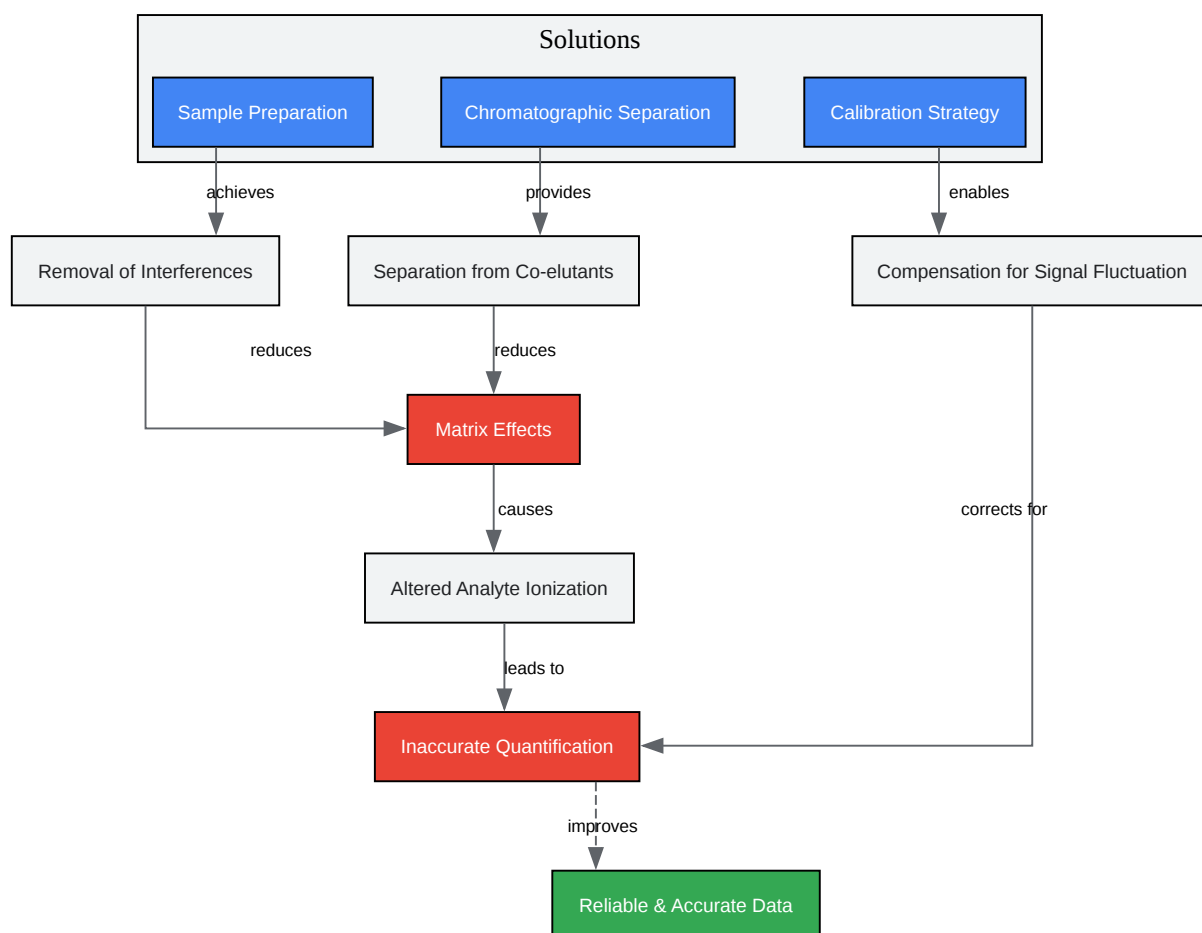 Solutions
Sample Preparation
Chromatographic Separation
Calibration Strategy
achieves
provides
enables
Removal of Interferences
Separation from Co-elutants
Compensation for Signal Fluctuation
reduces
reduces
Matrix Effects
causes
corrects for
Altered Analyte Ionization
leads to
Inaccurate Quantification
improves
Reliable & Accurate Data